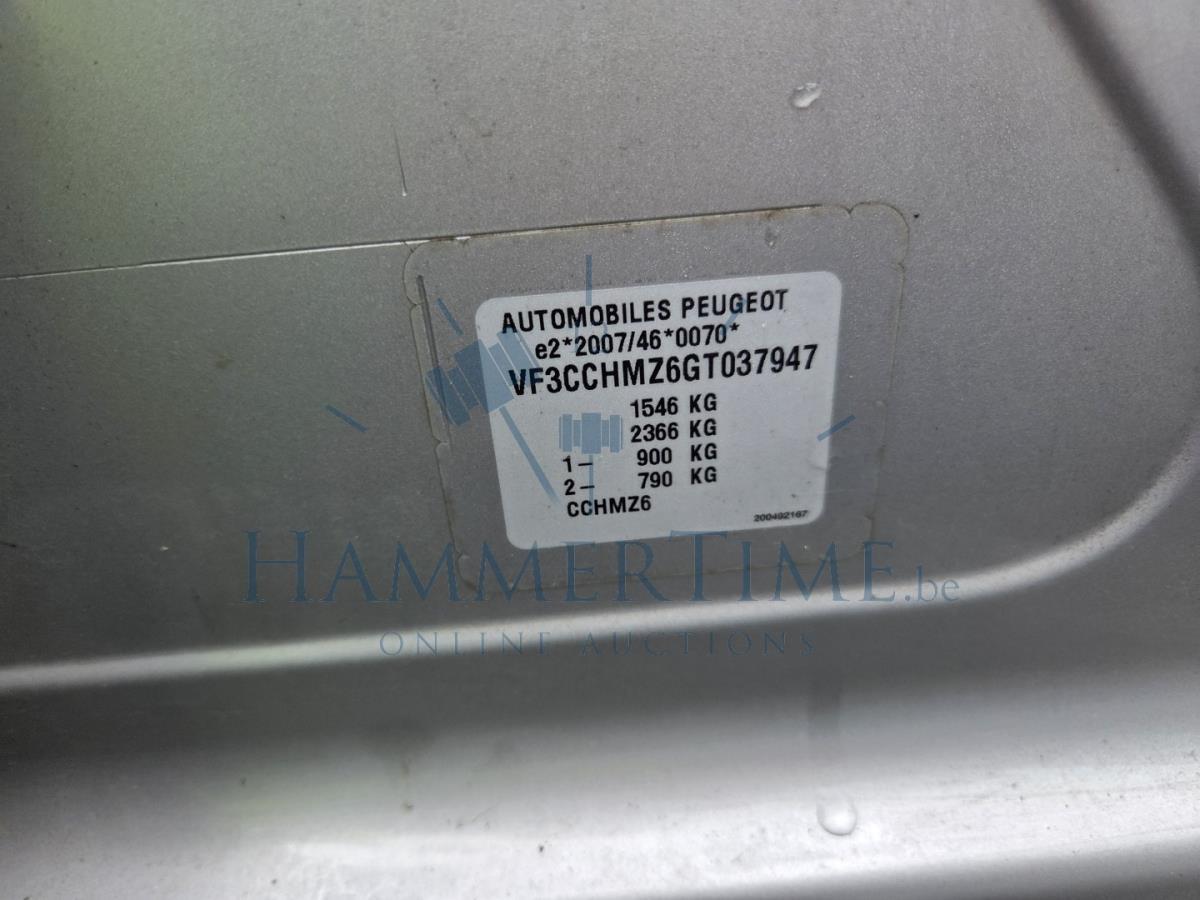 AUTOMOBILES PEUGEOT
e2*2007/46*0070*
VF3CCHMZ6GT037947
1546 KG
2366 KG
1- 900 KG
2- 790 KG
CCHMZ6
200492167
HAMMERTIME.be
ONLINE AUCTIONS